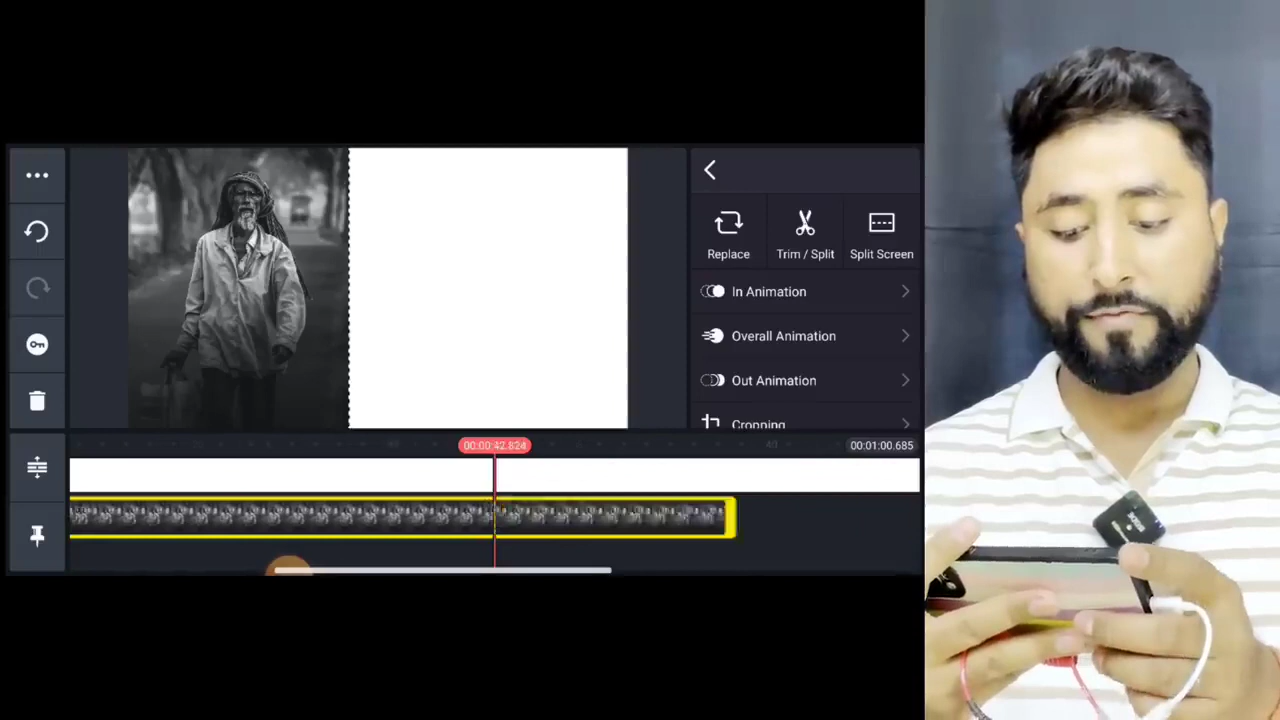 Replace
Trim / Split
Split Screen
In Animation
Overall Animation
Out Animation
Cropping
00:00:42.824
40
00:01:00.685